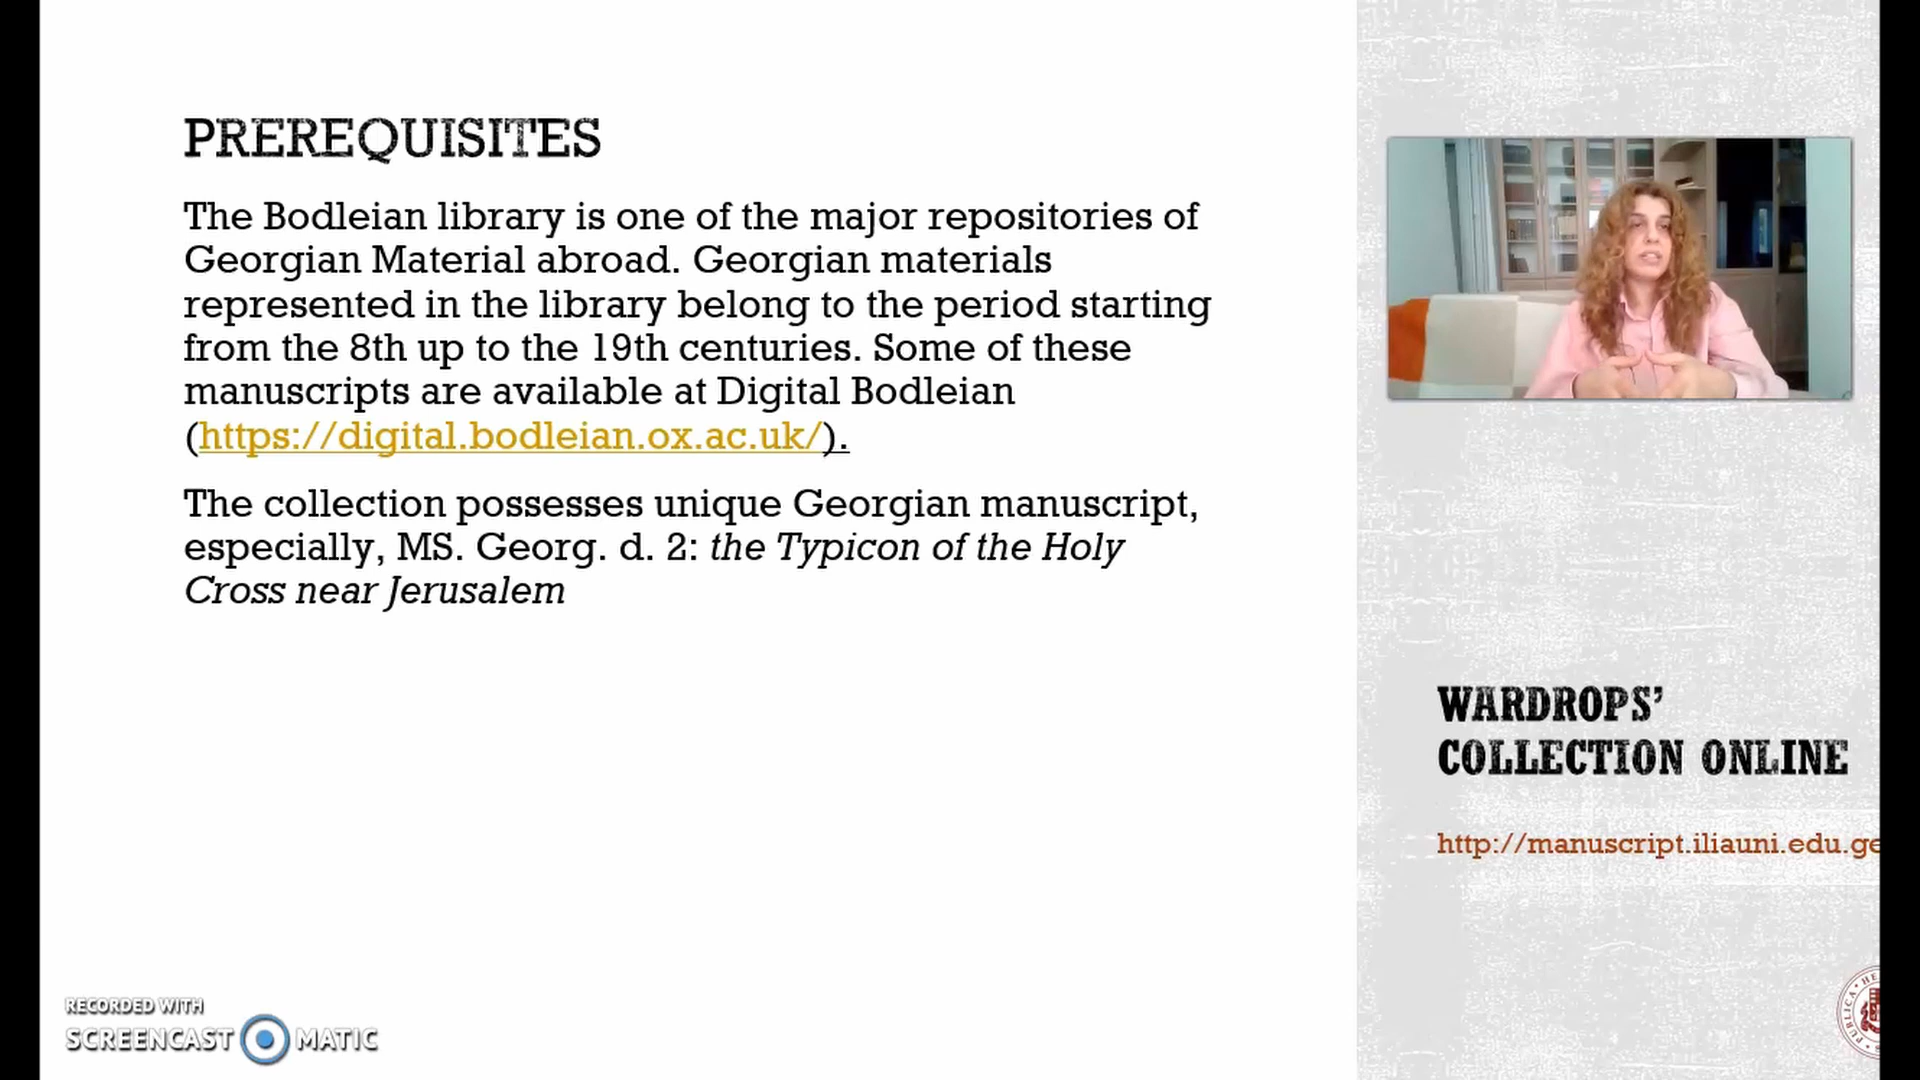 PREREQUISITES
The Bodleian library is one of the major repositories of
Georgian Material abroad. Georgian materials
represented in the library belong to the period starting
from the 8th up to the 19th centuries. Some of these
manuscripts are available at Digital Bodleian
(https://digital.bodleian.ox.ac.uk/).
The collection possesses unique Georgian manuscript,
especially, MS. Georg. d. 2: the Typicon of the Holy
Cross near Jerusalem
WARDROPS’
COLLECTION ONLINE
http://manuscript.iliauni.edu.ge
RECORDED WITH
SCREENCAST MATIC
PUBLICA HE